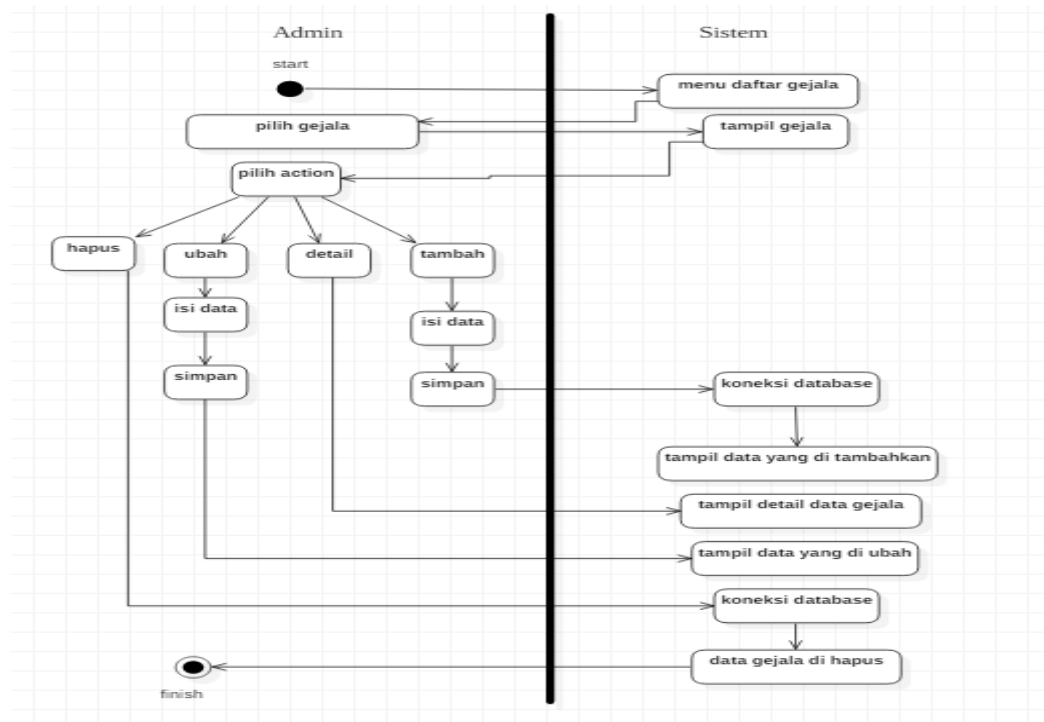 Admin
Sistem
start
menu daftar gejala
pilih gejala
tampil gejala
pilih action
hapus
ubah
detail
tambah
isi data
isi data
simpan
simpan
koneksi database
tampil data yang di tambahkan
tampil detail data gejala
tampil data yang di ubah
koneksi database
data gejala di hapus
finish